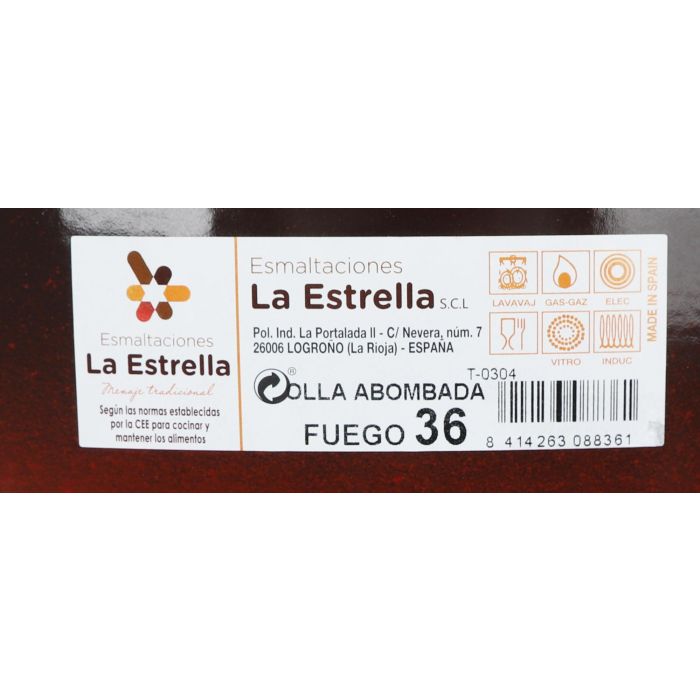 Esmaltaciones
La Estrella
Menaje tradicional
Según las normas establecidas
por la CEE para cocinar y
mantener los alimentos
Esmaltaciones
La Estrella S.C.L
Pol. Ind. La Portalada II - C/ Nevera, núm. 7
26006 LOGROÑO (La Rioja) - ESPAÑA
LAVAVAJ GAS-GAZ ELEC
VITRO INDUC
MADE IN SPAIN
® T-0304
OLLA ABOMBADA
FUEGO 36
8 414263 088361